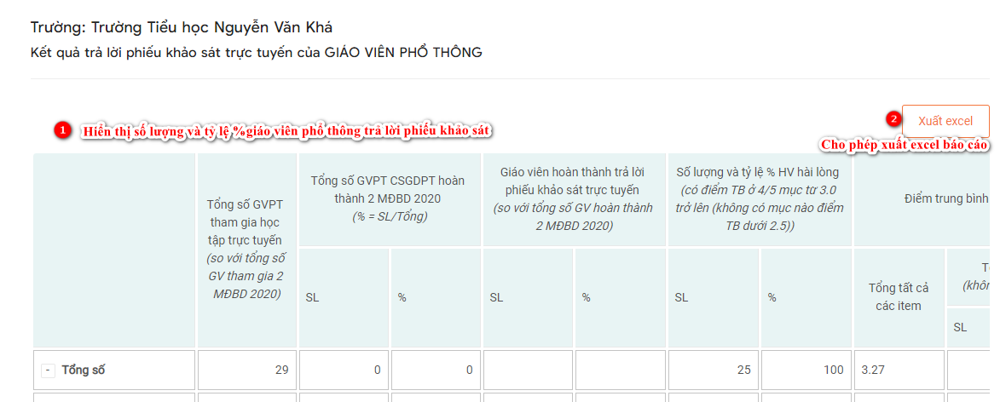 Trường: Trường Tiểu học Nguyễn Văn Khá
Kết quả trả lời phiếu khảo sát trực tuyến của GIÁO VIÊN PHỔ THÔNG
1 Hiển thị số lượng và tỷ lệ %giáo viên phổ thông trả lời phiếu khảo sát
2 Xuất excel
Cho phép xuất excel báo cáo
Tổng số GVPT
tham gia học
tập trực tuyến
(so với tổng số
GV tham gia 2
MĐBD 2020)
Tổng số GVPT CSGDPT hoàn
thành 2 MĐBD 2020
(% = SL/Tổng)
Giáo viên hoàn thành trả lời
phiếu khảo sát trực tuyến
(so với tổng số GV hoàn thành
2 MĐBD 2020)
Số lượng và tỷ lệ % HV hài lòng
(có điểm TB ở 4/5 mục từ 3.0
trở lên (không có mục nào điểm
TB dưới 2.5))
Điểm trung bình
SL
%
SL
%
SL
%
Tổng tất cả
các item
(khôn
SL
- Tổng số 29 0 0 25 100 3.27